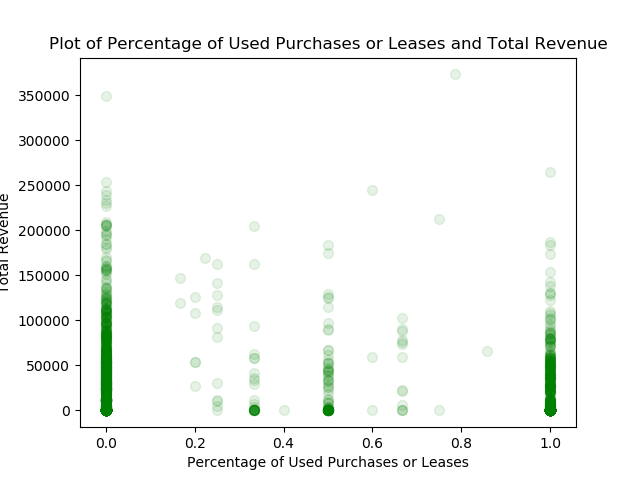 Plot of Percentage of Used Purchases or Leases and Total Revenue
350000
300000
250000
200000
150000
100000
50000
0
Total Revenue
0.0 0.2 0.4 0.6 0.8 1.0
Percentage of Used Purchases or Leases